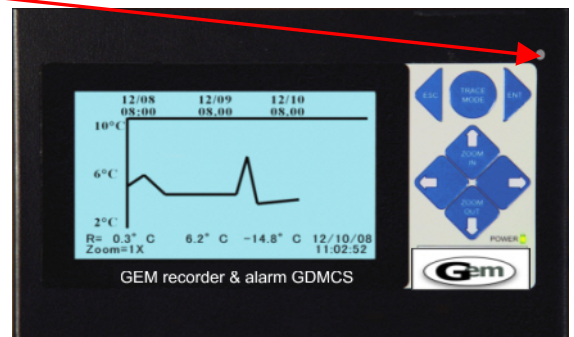 12/08 12/09 12/10
08:00 08.00 08.00
10°C
6°C
2°C
R= 0.3° C 6.2° C -14.8° C 12/10/08
Zoom=1X 11:02:52
GEM recorder & alarm GDMCS
ESC TRACE MODE ENT
ZOOM IN
ZOOM OUT
POWER
Gem